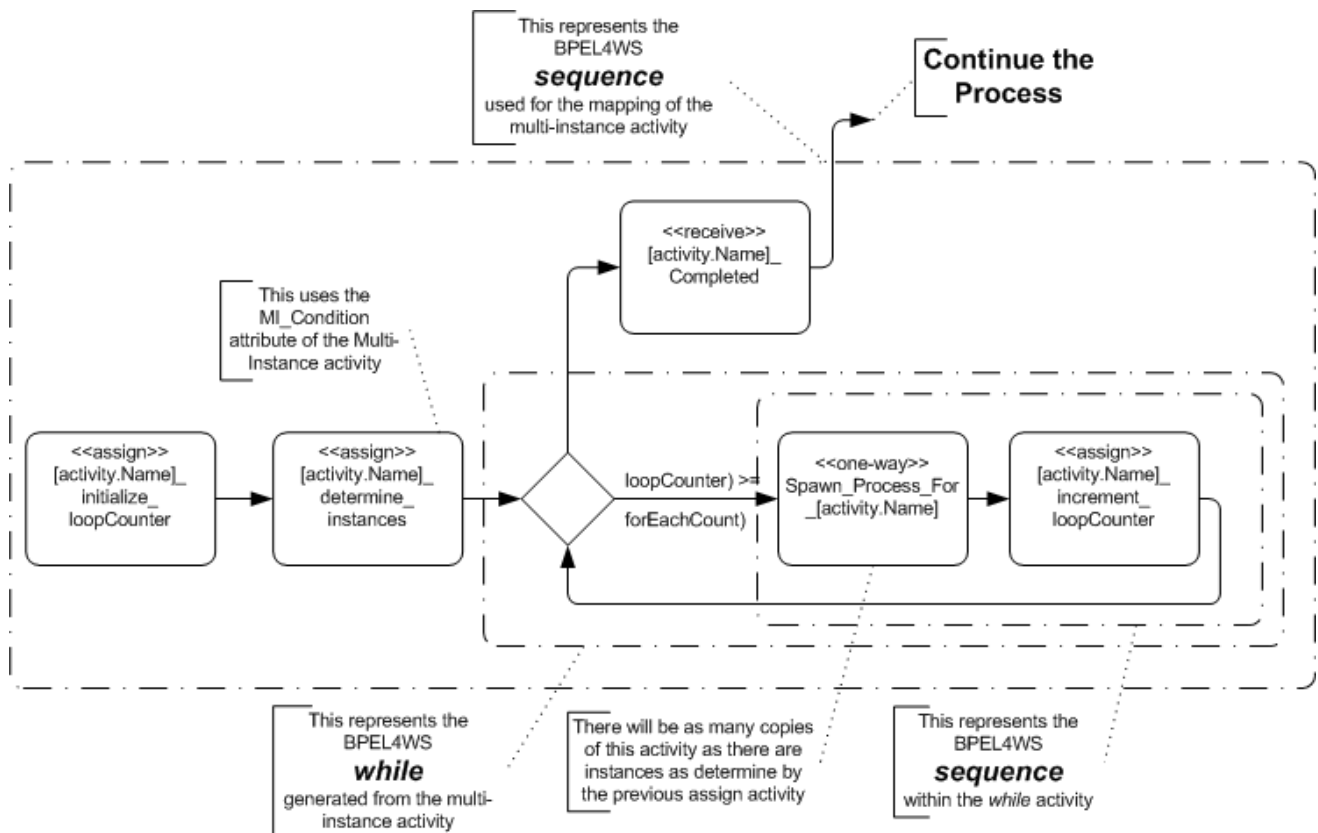 This represents the
BPEL4WS
sequence
used for the mapping of the
multi-instance activity
Continue the
Process
<<receive>>
[activity.Name]_
Completed
This uses the
MI_Condition
attribute of the Multi-
Instance activity
<<assign>>
[activity.Name]_
initialize_
loopCounter
<<assign>>
[activity.Name]_
determine_
instances
loopCounter) >=
forEachCount)
<<one-way>>
Spawn_Process_For
_[activity.Name]
<<assign>>
[activity.Name]_
increment_
loopCounter
This represents the
BPEL4WS
while
generated from the multi-
instance activity
There will be as many copies
of this activity as there are
instances as determine by
the previous assign activity
This represents the
BPEL4WS
sequence
within the while activity